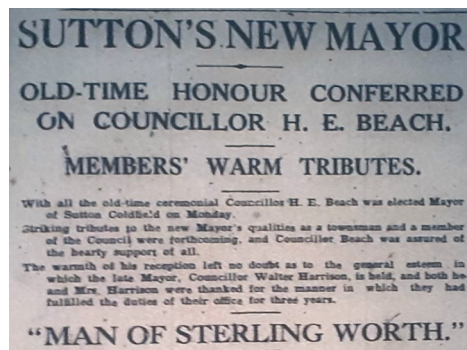 SUTTON'S NEW MAYOR
OLD-TIME HONOUR CONFERRED
ON COUNCILLOR H. E. BEACH.
MEMBERS' WARM TRIBUTES.
With all the old-time ceremonial Councillor H. E. Beach was elected Mayor
of Sutton Coldfield on Monday.
Striking tributes to the new Mayor's qualities as a townsman and a member
of the Council were forthcoming, and Councillor Beach was assured of
the hearty support of all.
The warmth of his reception left no doubt as to the general esteem in
which the late Mayor, Councillor Walter Harrison, is held, and both he
and Mrs. Harrison were thanked for the manner in which they had
fulfilled the duties of their office for three years.
"MAN OF STERLING WORTH."